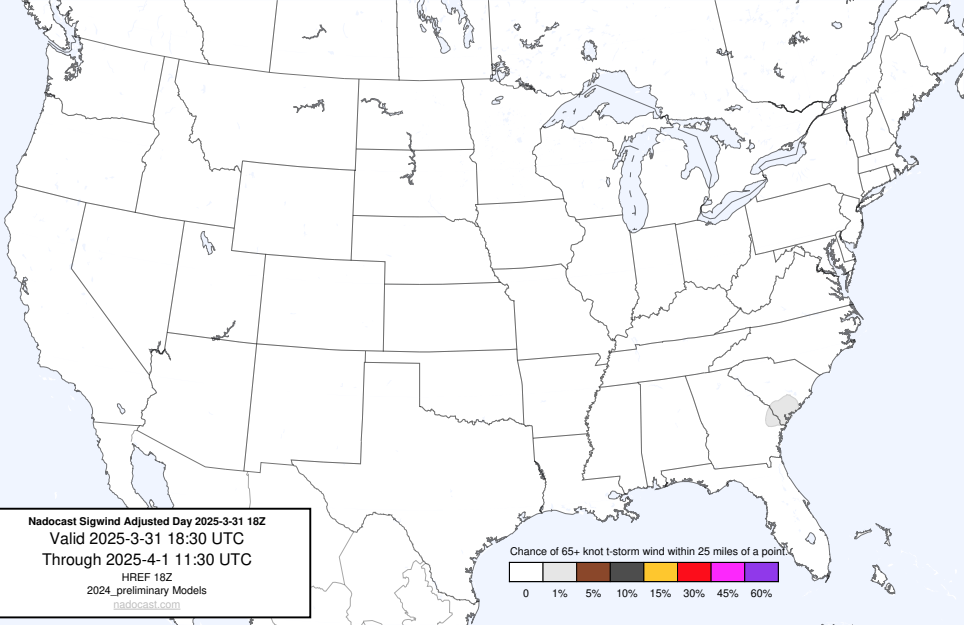 Nadocast Sigwind Adjusted Day 2025-3-31 18Z
Valid 2025-3-31 18:30 UTC
Through 2025-4-1 11:30 UTC
HREF 18Z
2024_preliminary Models
nadocast.com
Chance of 65+ knot t-storm wind within 25 miles of a point.
0 1% 5% 10% 15% 30% 45% 60%